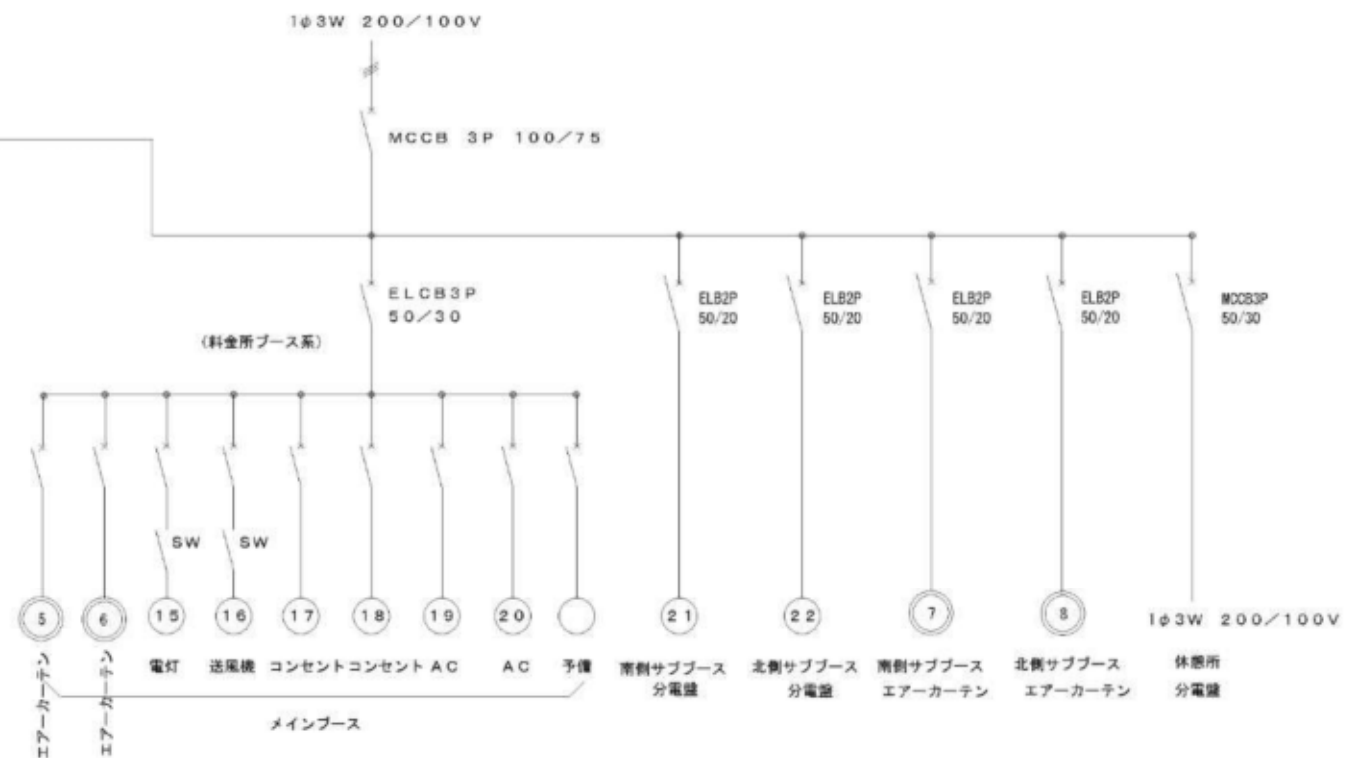 1φ3W 200/100V
MCCB 3P 100/75
ELCB3P
50/30
(料金所ブース系)
ELB2P
50/20
ELB2P
50/20
ELB2P
50/20
ELB2P
50/20
MCCB3P
50/30
SW
SW
5
6
15
16
17
18
19
20
21
22
7
8
1φ3W 200/100V
エアーカーテン
エアーカーテン
電灯
送風機
コンセント
コンセント
AC
AC
予備
南側サブブース
分電盤
北側サブブース
分電盤
南側サブブース
エアーカーテン
北側サブブース
エアーカーテン
休憩所
分電盤
メインブース